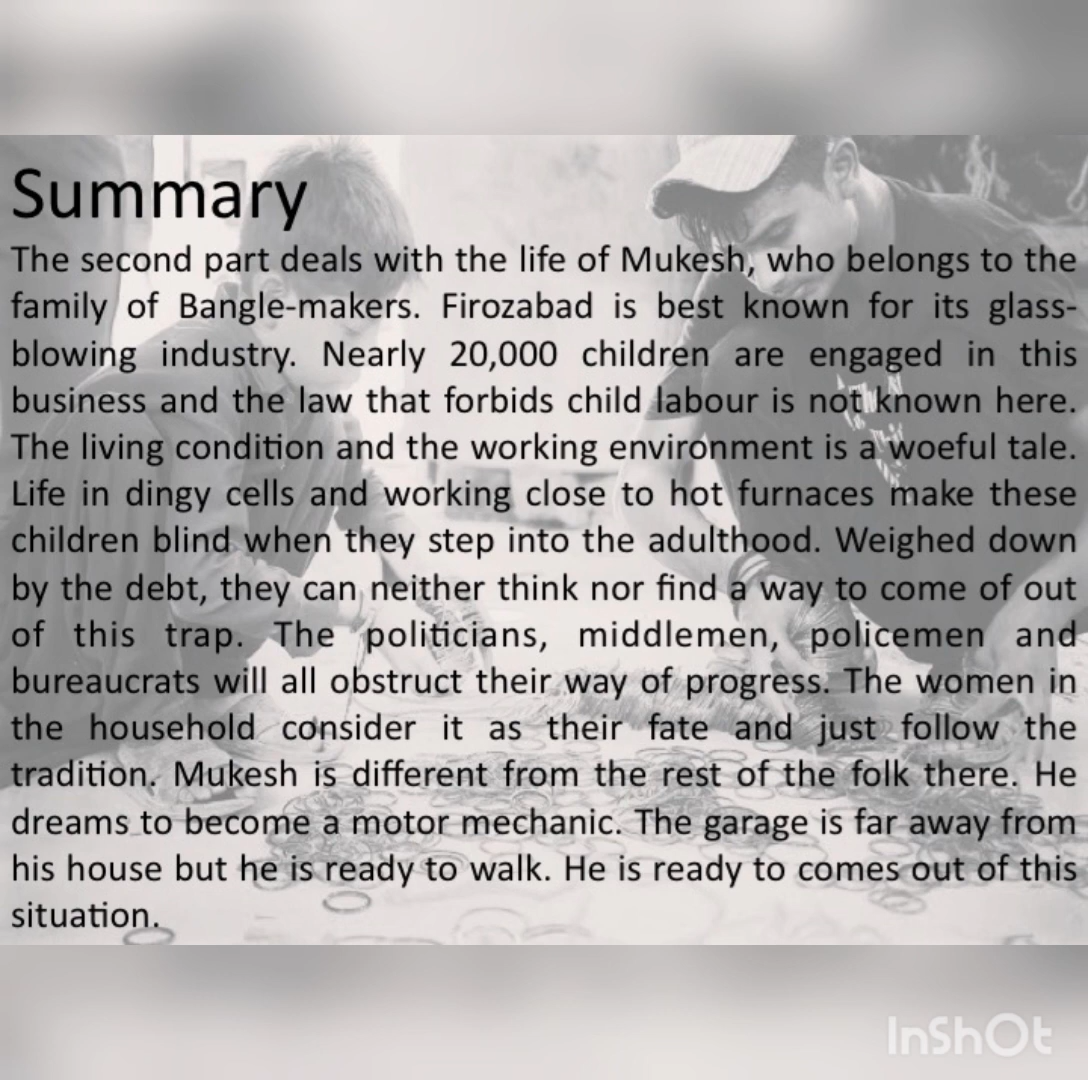 Summary
The second part deals with the life of Mukesh, who belongs to the
family of Bangle-makers. Firozabad is best known for its glass-
blowing industry. Nearly 20,000 children are engaged in this
business and the law that forbids child labour is not known here.
The living condition and the working environment is a woeful tale.
Life in dingy cells and working close to hot furnaces make these
children blind when they step into the adulthood. Weighed down
by the debt, they can neither think nor find a way to come of out
of this trap. The politicians, middlemen, policemen and
bureaucrats will all obstruct their way of progress. The women in
the household consider it as their fate and just follow the
tradition. Mukesh is different from the rest of the folk there. He
dreams to become a motor mechanic. The garage is far away from
his house but he is ready to walk. He is ready to comes out of this
situation.
InShOt